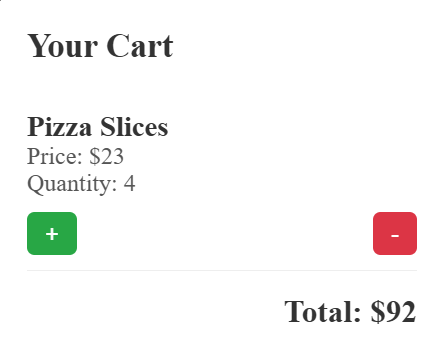 Your Cart
Pizza Slices
Price: $23
Quantity: 4
+ -
Total: $92